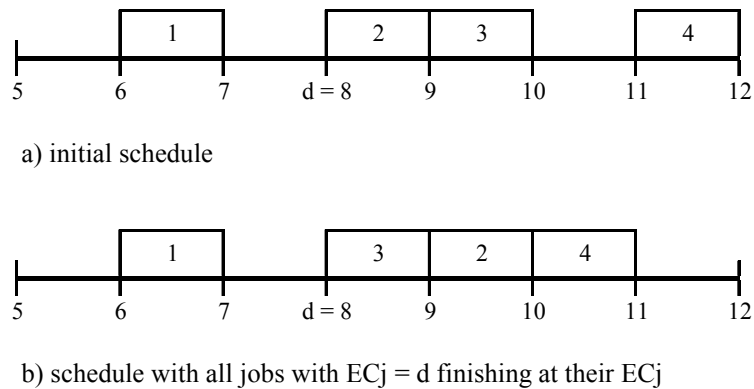 1 2 3 4
5 6 7 d = 8 9 10 11 12
a) initial schedule
1 3 2 4
5 6 7 d = 8 9 10 11 12
b) schedule with all jobs with ECj = d finishing at their ECj